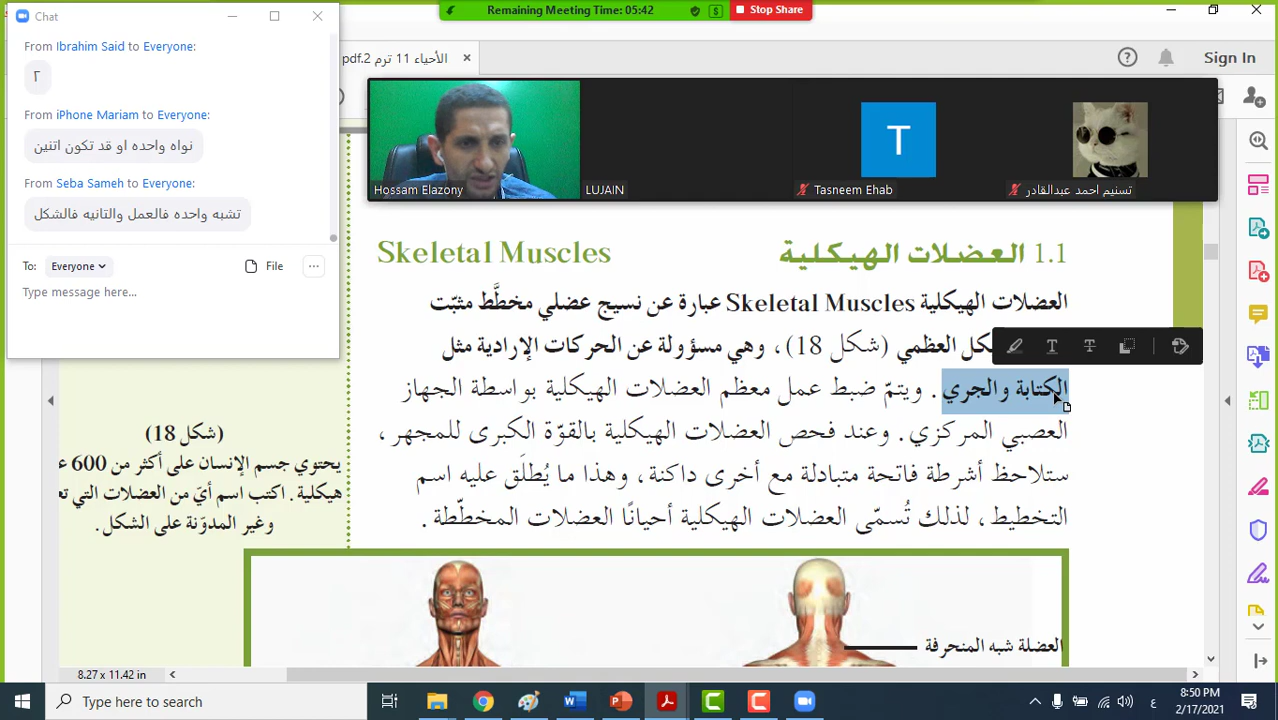 Chat
From Ibrahim Said to Everyone:
٢
From iPhone Mariam to Everyone:
نواه واحده او قد تكون اتنين
From Seba Sameh to Everyone:
تشبه واحده فالعمل والتانيه فالشكل
To: Everyone
File
Type message here...
Remaining Meeting Time: 05:42
Stop Share
الأحياء 11 ترم 2.pdf
Sign In
Hossam Elazony
LUJAIN
T
Tasneem Ehab
تسنيم احمد عبدالقادر
1.1 العضلات الهيكلية Skeletal Muscles
العضلات الهيكلية Skeletal Muscles عبارة عن نسيج عضلي مخطَّط مثبّت
كل العظمي (شكل 18)، وهي مسؤولة عن الحركات الإرادية مثل
الكتابة والجري. ويتمّ ضبط عمل معظم العضلات الهيكلية بواسطة الجهاز
العصبي المركزي. وعند فحص العضلات الهيكلية بالقوّة الكبرى للمجهر،
ستلاحظ أشرطة فاتحة متبادلة مع أخرى داكنة، وهذا ما يُطلَق عليه اسم
التخطيط، لذلك تُسمّى العضلات الهيكلية أحيانًا العضلات المخطّطة.
(شكل 18)
يحتوي جسم الإنسان على أكثر من 600 ع
هيكلية. اكتب اسم أيّ من العضلات التي تع
وغير المدوّنة على الشكل.
العضلة شبه المنحرفة
8.27 x 11.42 in
Type here to search
ع
8:50 PM
2/17/2021